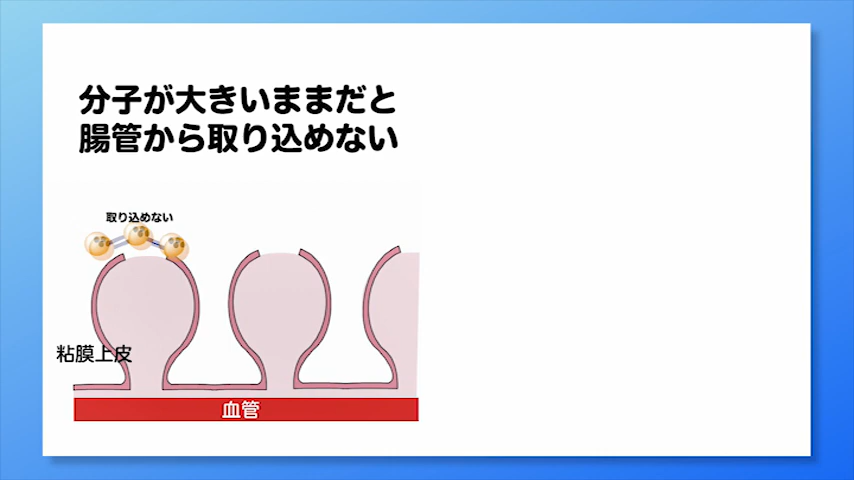 分子が大きいままだと
腸管から取り込めない
取り込めない
粘膜上皮
血管